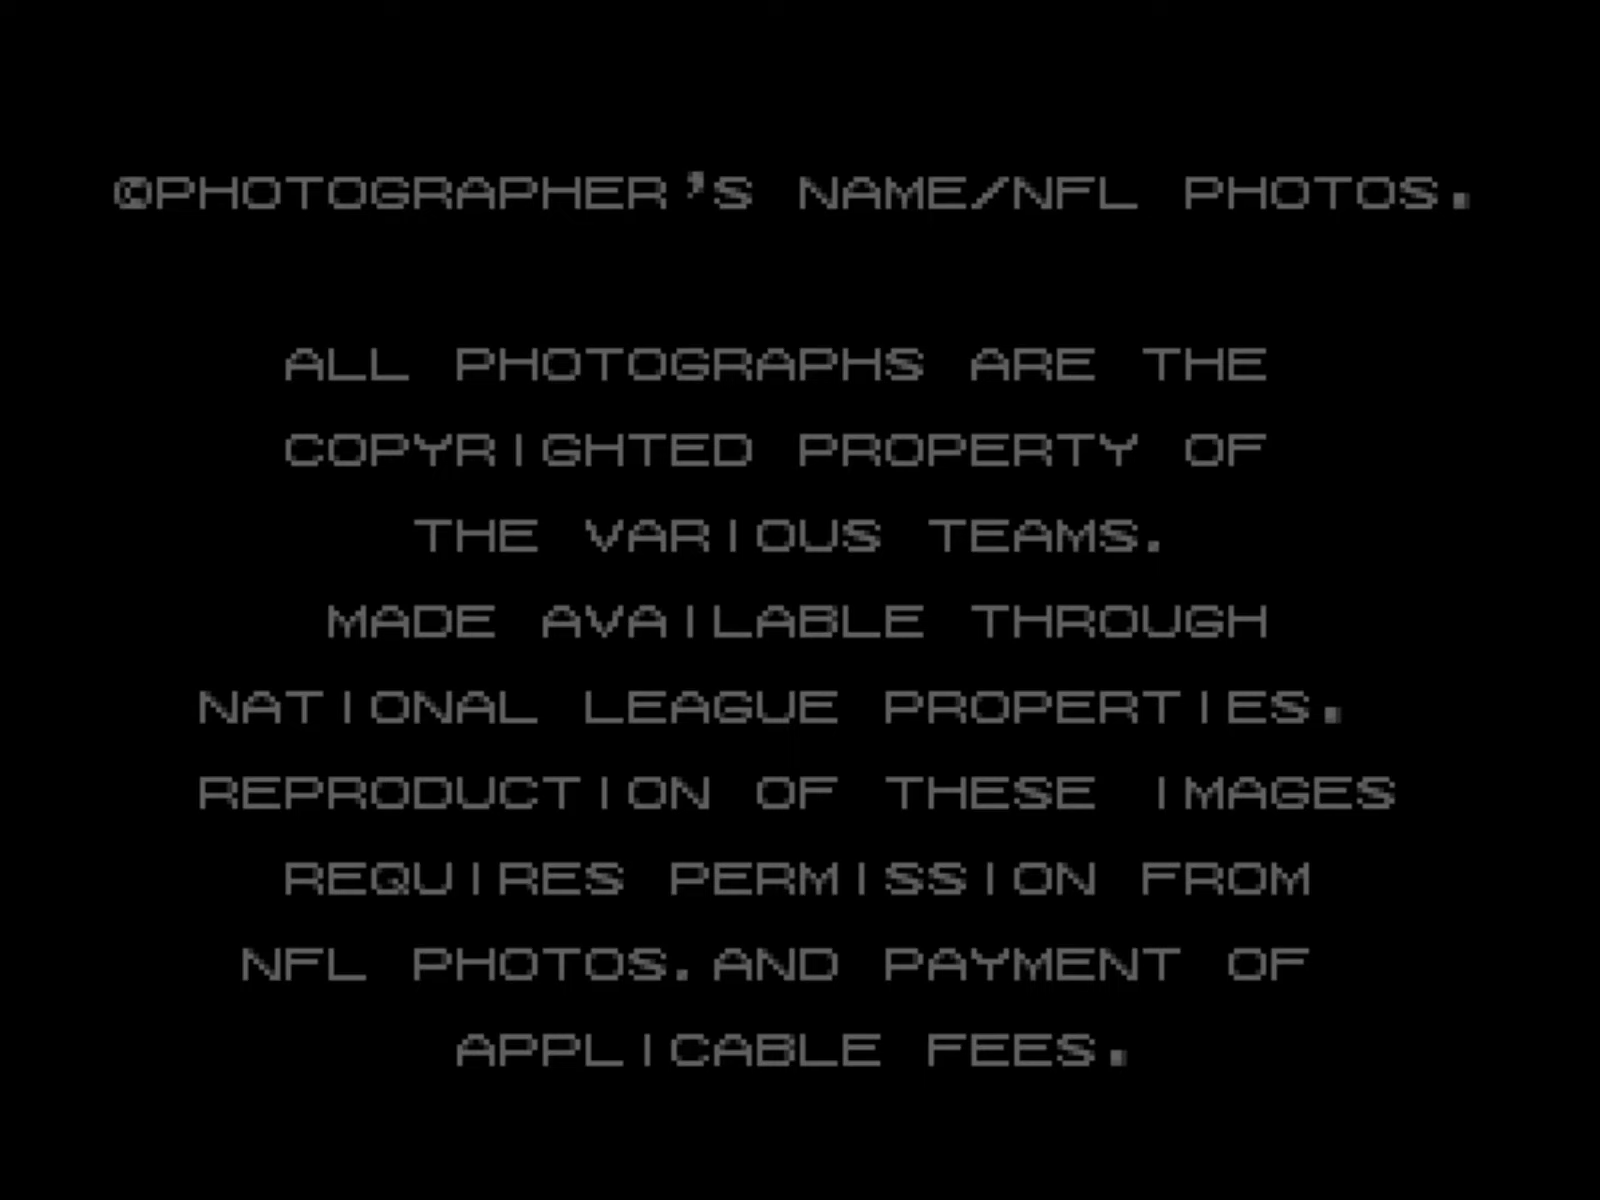 ©PHOTOGRAPHER'S NAME/NFL PHOTOS.
ALL PHOTOGRAPHS ARE THE
COPYRIGHTED PROPERTY OF
THE VARIOUS TEAMS.
MADE AVAILABLE THROUGH
NATIONAL LEAGUE PROPERTIES.
REPRODUCTION OF THESE IMAGES
REQUIRES PERMISSION FROM
NFL PHOTOS.AND PAYMENT OF
APPLICABLE FEES.